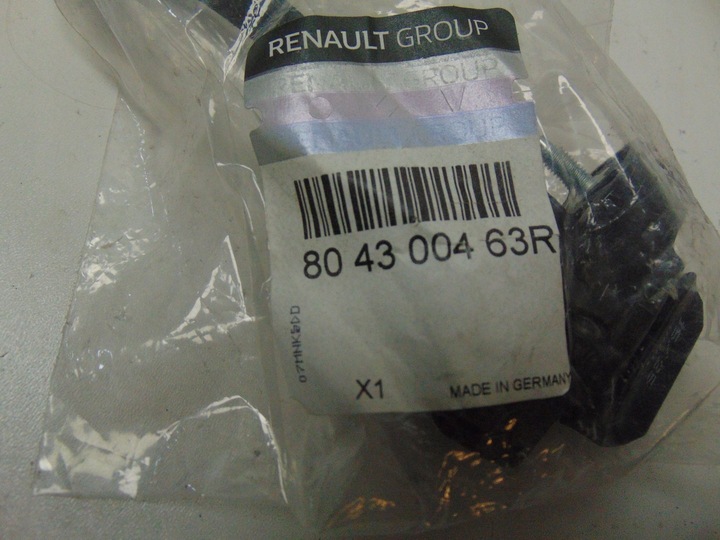 RENAULT GROUP
80 43 004 63R
X1
MADE IN GERMANY